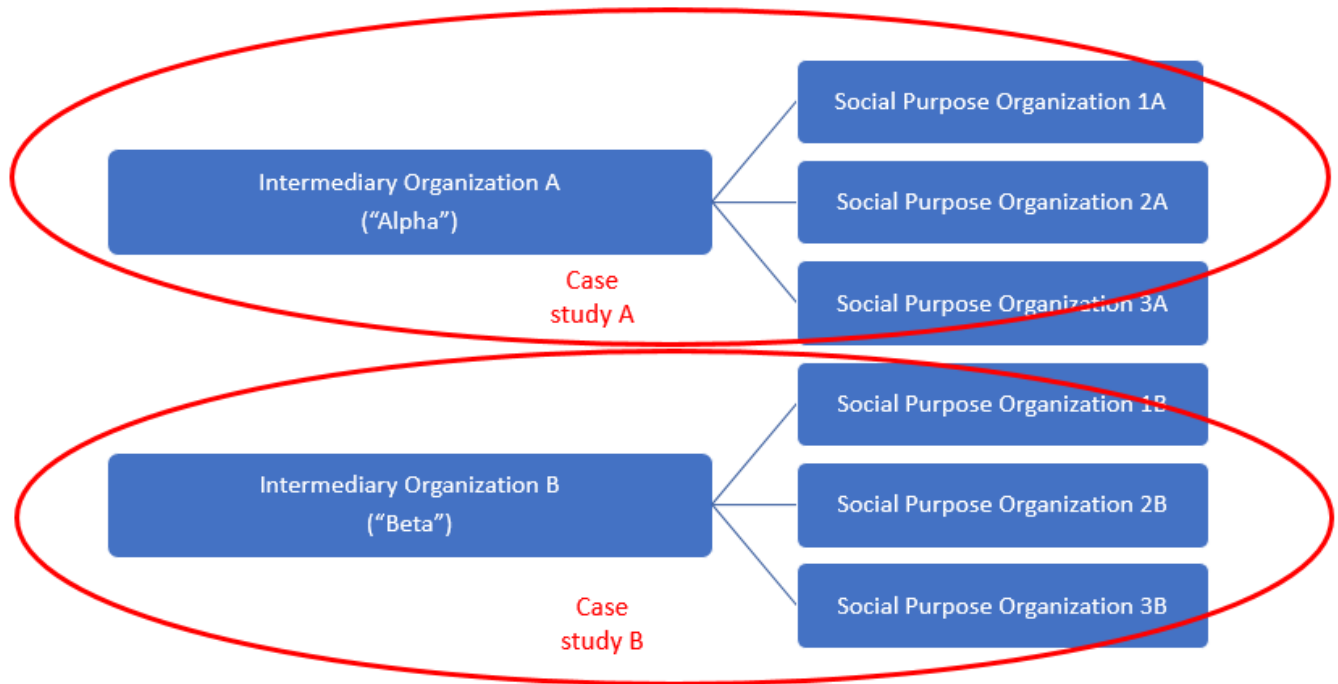 Social Purpose Organization 1A
Intermediary Organization A
(“Alpha”)
Social Purpose Organization 2A
Case
study A
Social Purpose Organization 3A
Social Purpose Organization 1B
Intermediary Organization B
(“Beta”)
Social Purpose Organization 2B
Case
study B
Social Purpose Organization 3B